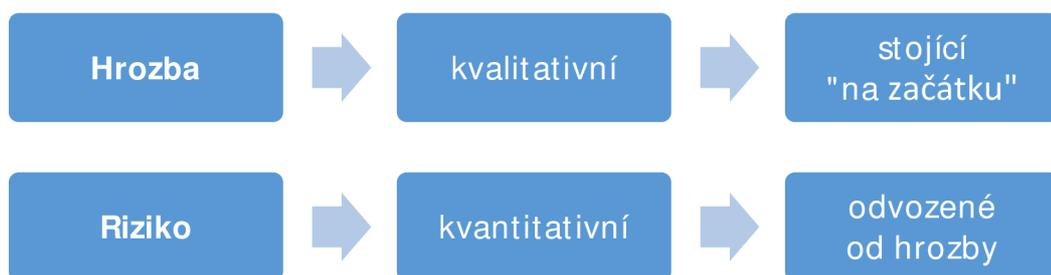 Hrozba
kvalitativní
stojící
"na začátku"
Riziko
kvantitativní
odvozené
od hrozby